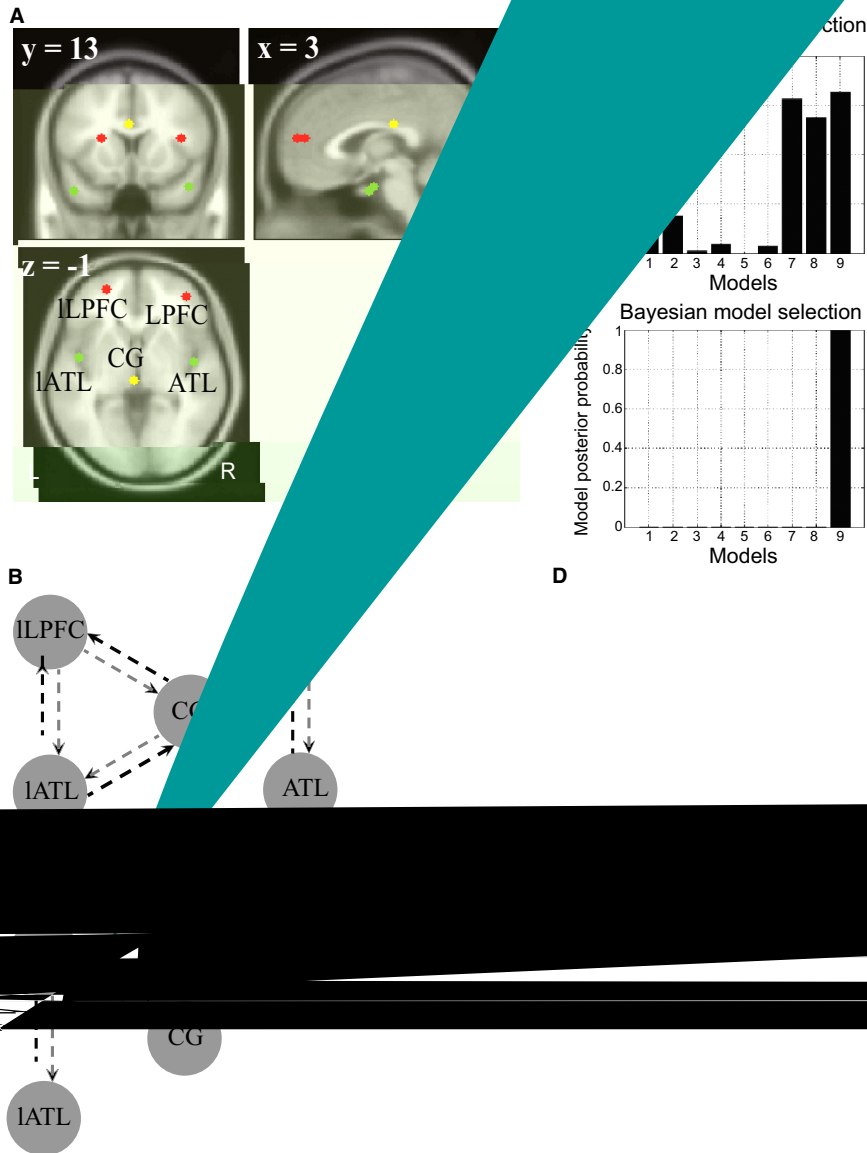 A
y = 13
x = 3
z = -1
lLPFC
LPFC
CG
lATL
ATL
R
1 2 3 4 5 6 7 8 9
Models
Bayesian model selection
Model posterior probability
1
0.8
0.6
0.4
0.2
0
1 2 3 4 5 6 7 8 9
Models
B
lLPFC
lATL
ATL
CG
lATL
D